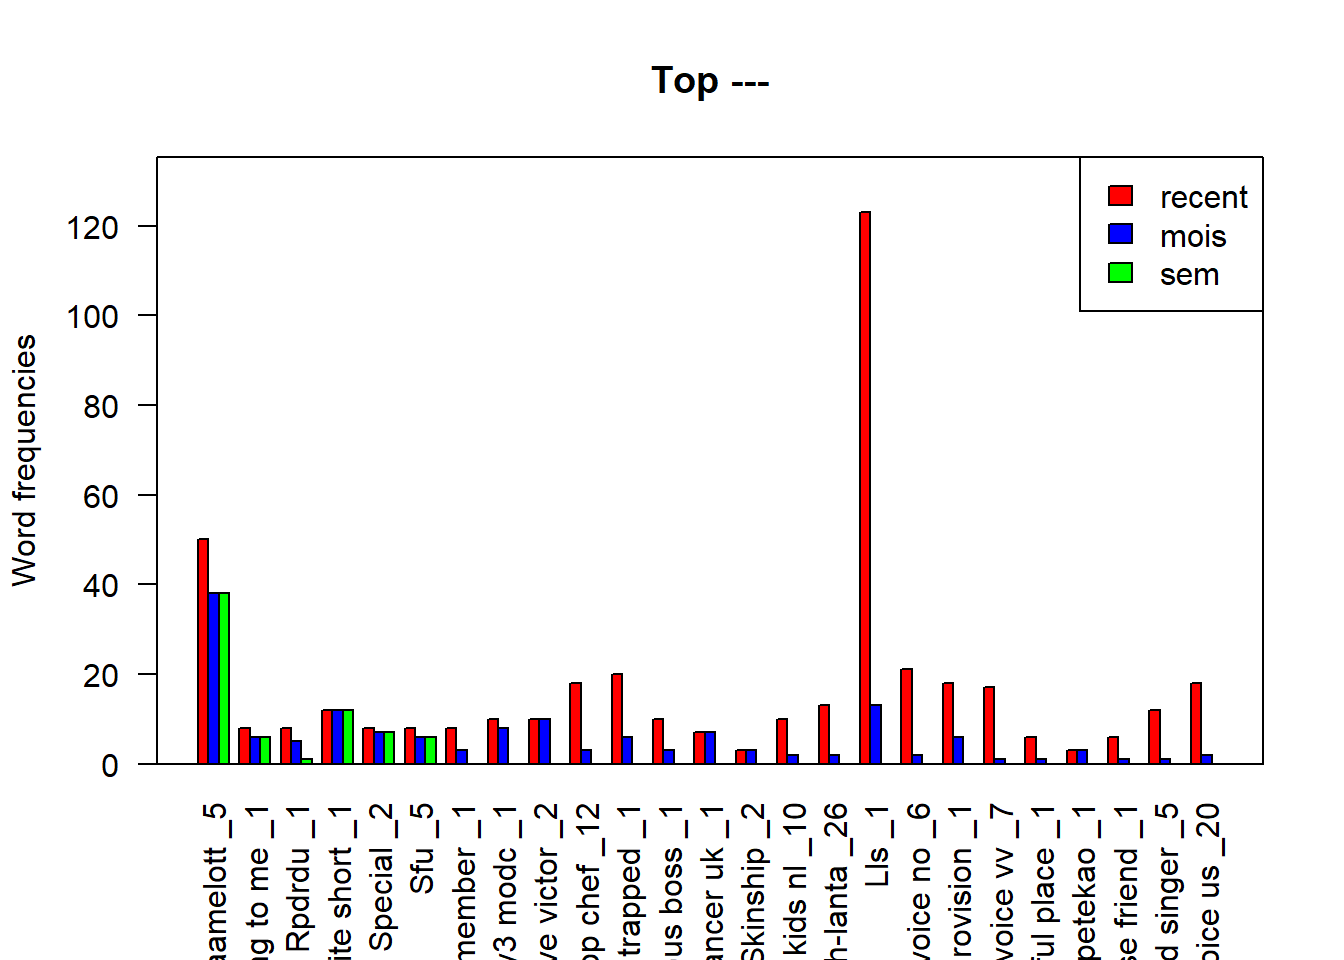 Top ---
recent
mois
sem
Word frequencies
120
100
80
60
40
20
0
aamelott _5
ng to me _1
Rpdrdu _1
ite short _1
Special _2
Sfu _5
member _1
v3 modc _1
ve victor _2
op chef _12
trapped _1
ous boss _1
ancer uk _1
Skinship _2
kids nl _10
h-lanta _26
Lls _1
voice no _6
rovision _1
voice vv _7
ful place _1
petekao _1
se friend _1
d singer _5
oice us _20